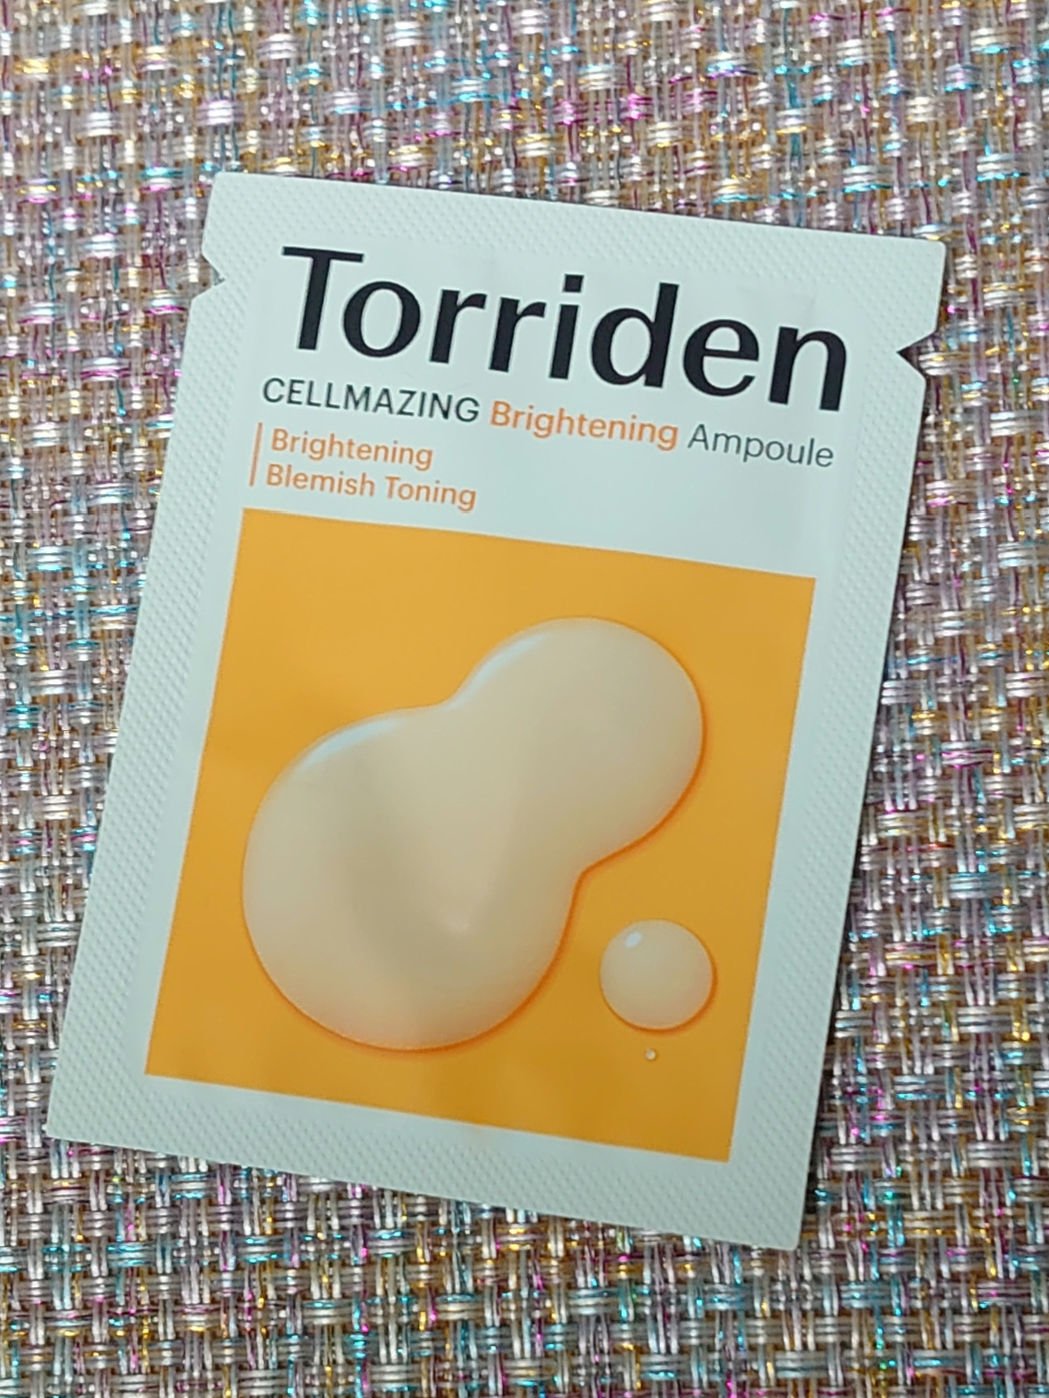 Torriden
CELLMAZING Brightening Ampoule
Brightening
Blemish Toning